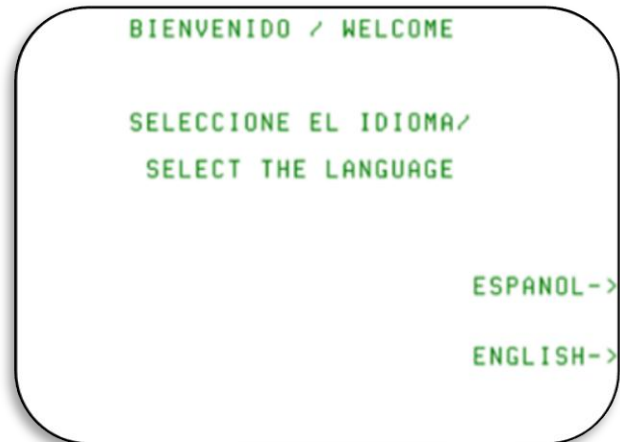 BIENVENIDO / WELCOME
SELECCIONE EL IDIOMA/
SELECT THE LANGUAGE
ESPANOL->
ENGLISH->